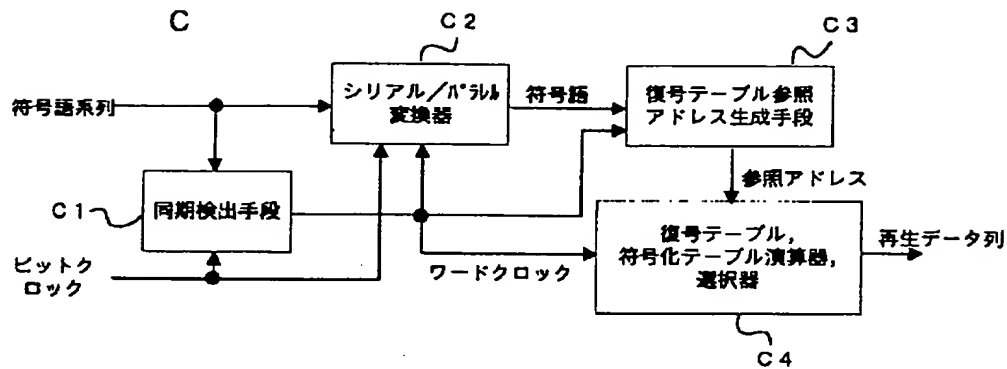 C
C2
C3
符号語系列
シリアル/パラレル
変換器
符号語
復号テーブル参照
アドレス生成手段
C1
同期検出手段
参照アドレス
ビットク
ロック
ワードクロック
復号テーブル,
符号化テーブル演算器,
選択器
再生データ列
C4